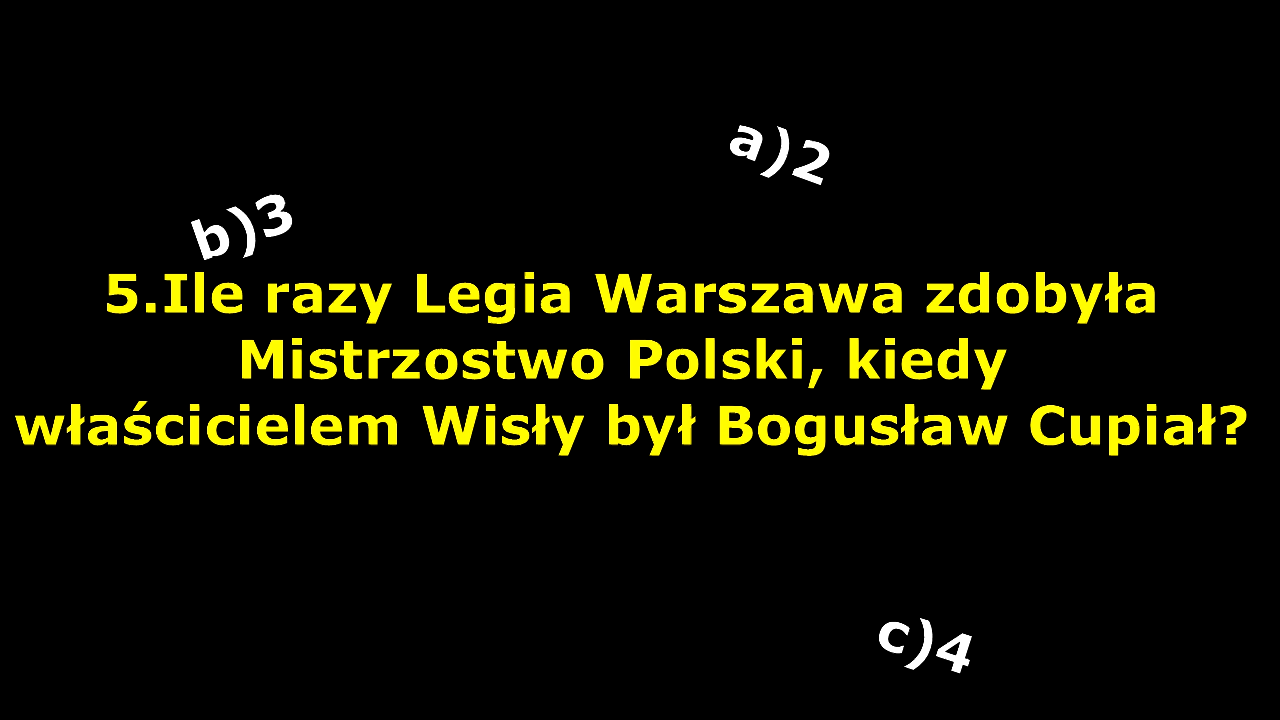 a)2
b)3
5.Ile razy Legia Warszawa zdobyła
Mistrzostwo Polski, kiedy
właścicielem Wisły był Bogusław Cupiał?
c)4